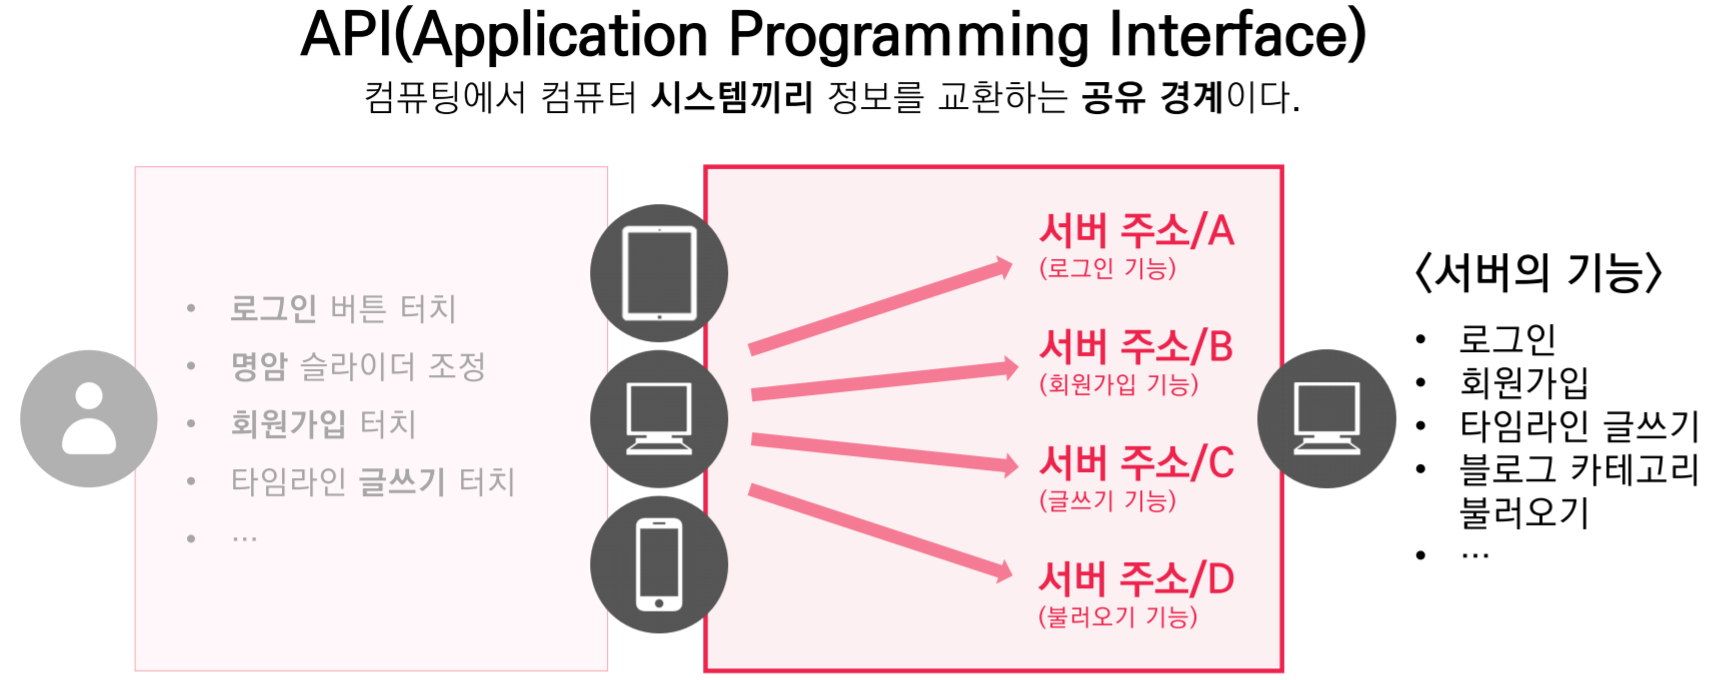 API(Application Programming Interface)
컴퓨팅에서 컴퓨터 시스템끼리 정보를 교환하는 공유 경계이다.
• 로그인 버튼 터치
• 명암 슬라이더 조정
• 회원가입 터치
• 타임라인 글쓰기 터치
• ...
서버 주소/A
(로그인 기능)
서버 주소/B
(회원가입 기능)
서버 주소/C
(글쓰기 기능)
서버 주소/D
(불러오기 기능)
<서버의 기능>
• 로그인
• 회원가입
• 타임라인 글쓰기
• 블로그 카테고리
불러오기
• ...